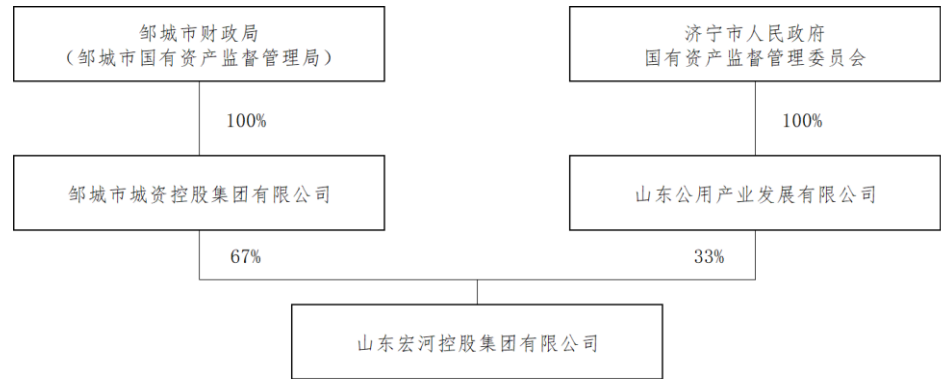 邹城市财政局
（邹城市国有资产监督管理局）
济宁市人民政府
国有资产监督管理委员会
100%
100%
邹城市城资控股集团有限公司
山东公用产业发展有限公司
67%
33%
山东宏河控股集团有限公司